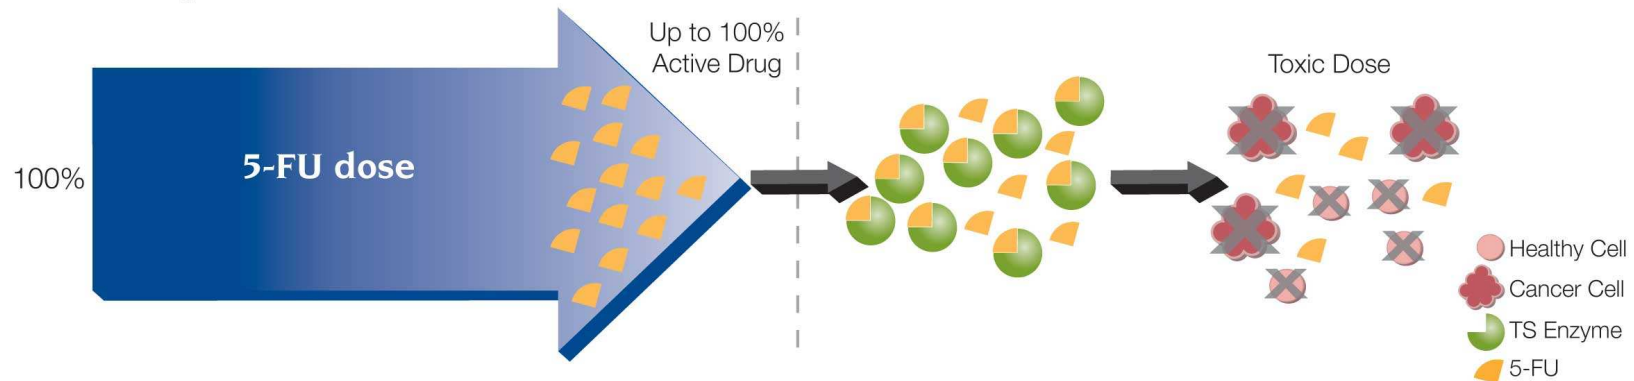 Up to 100%
Active Drug
Toxic Dose
100%
5-FU dose
Healthy Cell
Cancer Cell
TS Enzyme
5-FU